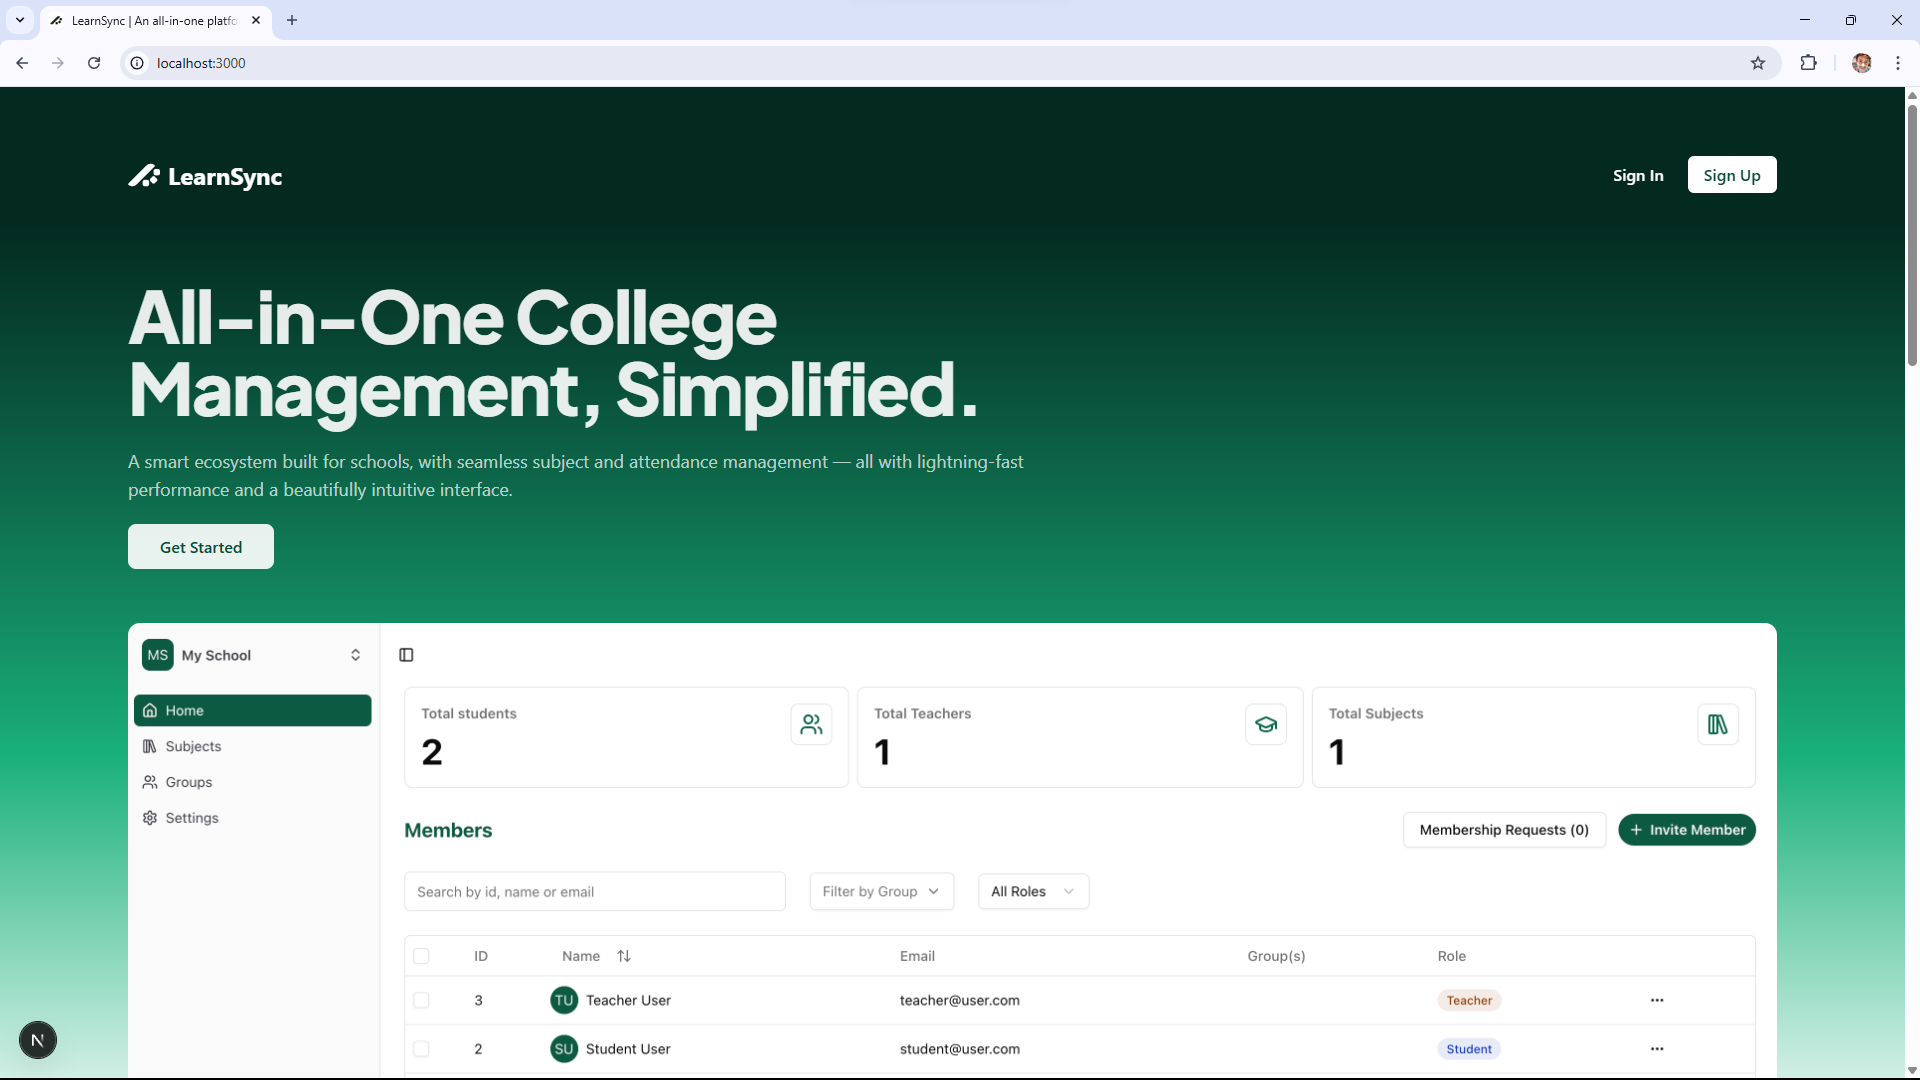 LearnSync | An all-in-one platfo
localhost:3000
LearnSync
Sign In
Sign Up
All-in-One College
Management, Simplified.
A smart ecosystem built for schools, with seamless subject and attendance management — all with lightning-fast
performance and a beautifully intuitive interface.
Get Started
MS My School
Home
Subjects
Groups
Settings
Total students
2
Total Teachers
1
Total Subjects
1
Members
Membership Requests (0)
+ Invite Member
Search by id, name or email
Filter by Group
All Roles
ID Name Email Group(s) Role
3 TU Teacher User teacher@user.com Teacher
2 SU Student User student@user.com Student
N